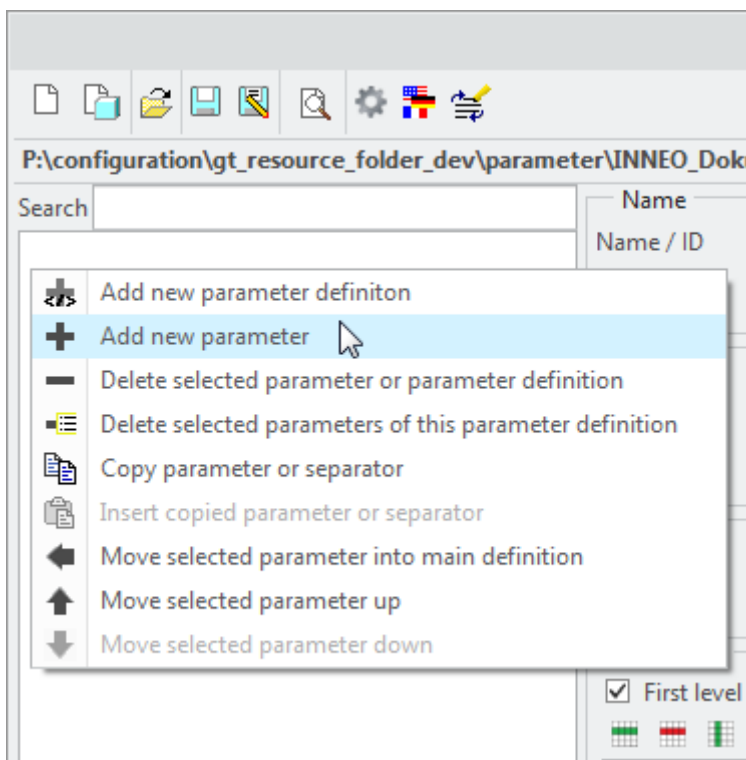 P:\configuration\gt_resource_folder_dev\parameter\INNEO_Dok
Search
Name
Name / ID
Add new parameter definiton
Add new parameter
Delete selected parameter or parameter definition
Delete selected parameters of this parameter definition
Copy parameter or separator
Insert copied parameter or separator
Move selected parameter into main definition
Move selected parameter up
Move selected parameter down
First level